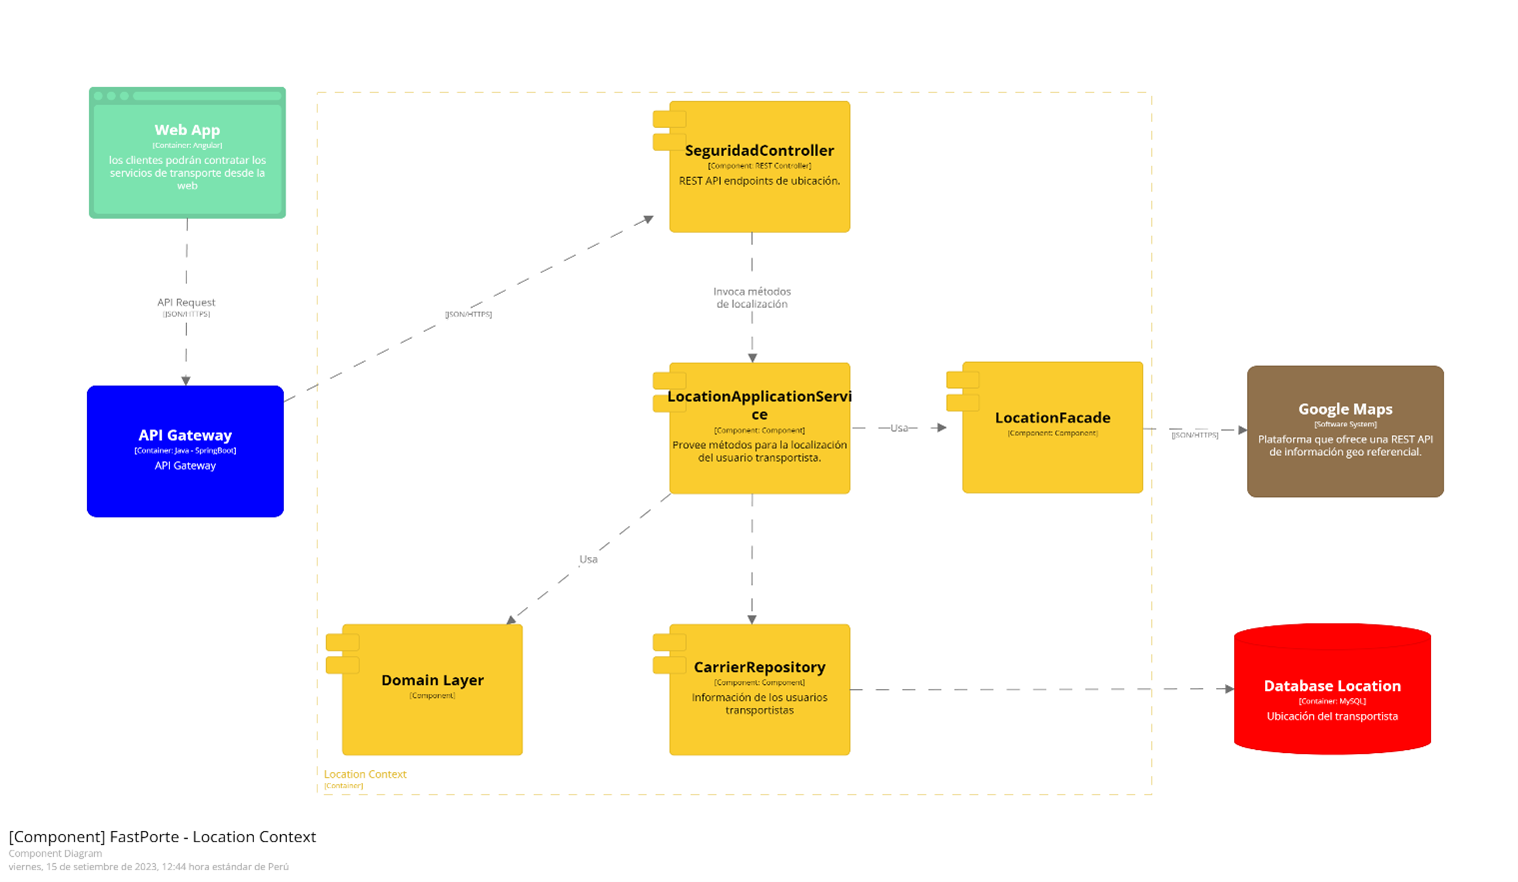 Web App
[Container: Angular]
los clientes podrán contratar los
servicios de transporte desde la
web
API Request
[JSON/HTTPS]
API Gateway
[Container: Java - SpringBoot]
API Gateway
[JSON/HTTPS]
SeguridadController
[Component: REST Controller]
REST API endpoints de ubicación.
Invoca métodos
de localización
LocationApplicationServi
ce
[Component: Component]
Provee métodos para la localización
del usuario transportista.
Usa
LocationFacade
[Component: Component]
[JSON/HTTPS]
Google Maps
[Software System]
Plataforma que ofrece una REST API
de información geo referencial.
Usa
Domain Layer
[Component]
CarrierRepository
[Component: Component]
Información de los usuarios
transportistas
Database Location
[Container: MySQL]
Ubicación del transportista
Location Context
[Container]
[Component] FastPorte - Location Context
Component Diagram
viernes, 15 de setiembre de 2023, 12:44 hora estándar de Perú